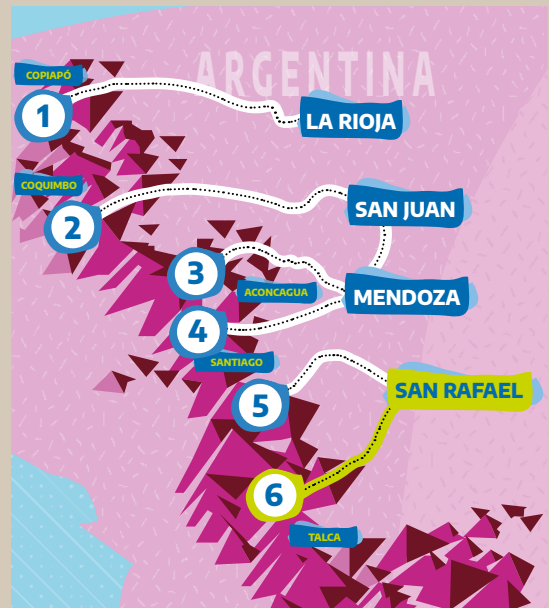 ARGENTINA
COPIAPÓ
1
LA RIOJA
COQUIMBO
2
SAN JUAN
3
ACONCAGUA
MENDOZA
4
SANTIAGO
5
SAN RAFAEL
6
TALCA